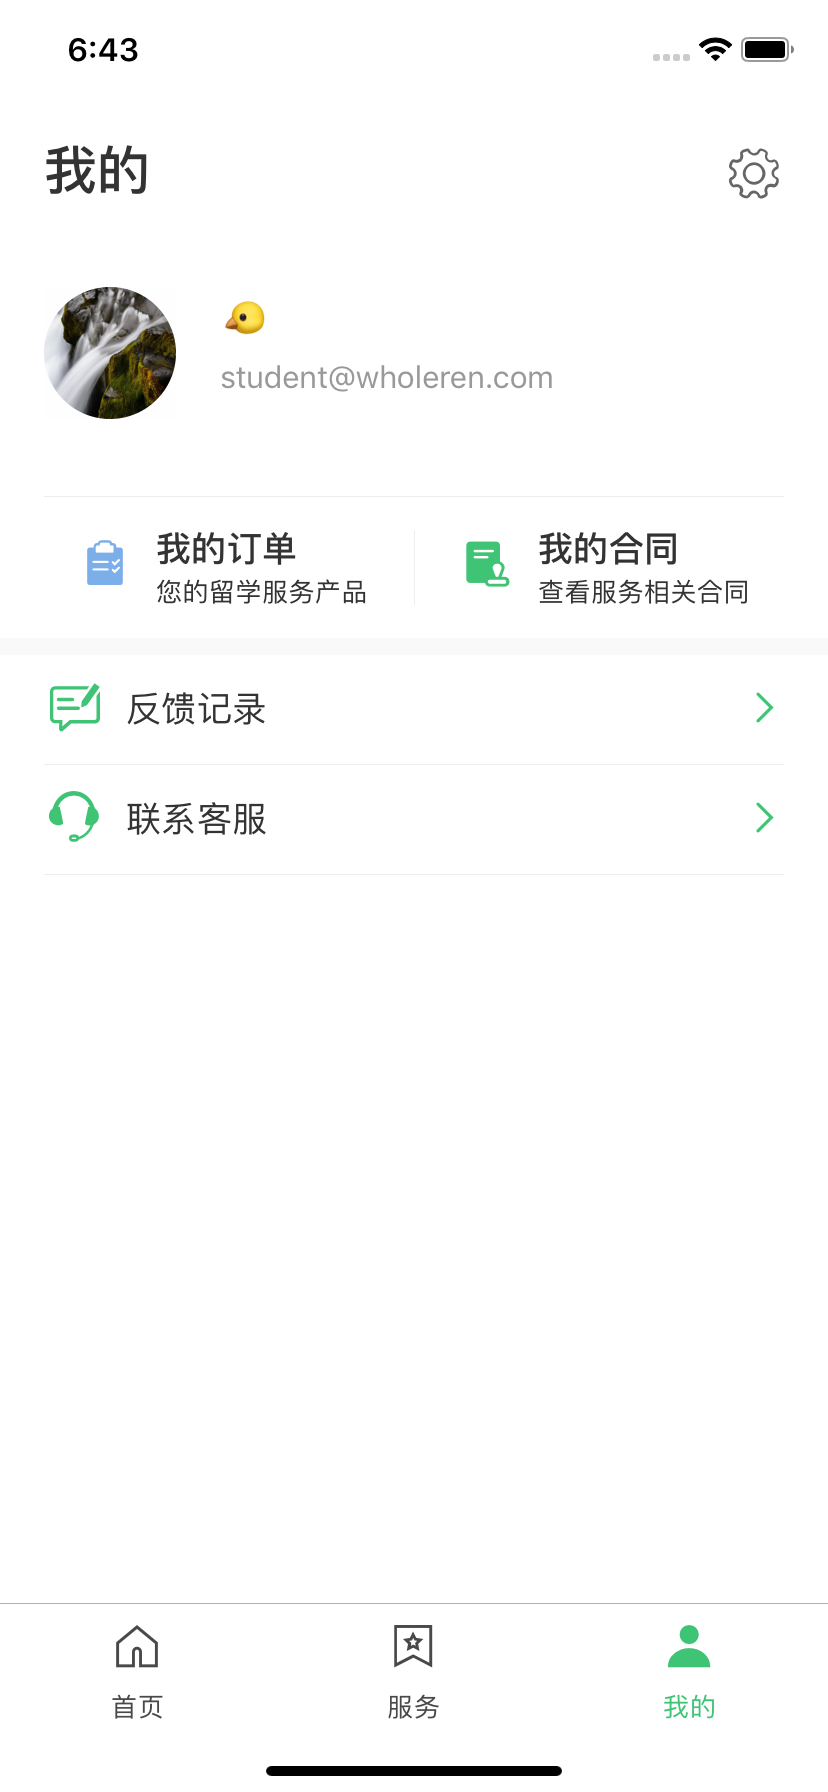 6:43
我的
🐤
student@wholeren.com
我的订单
您的留学服务产品
我的合同
查看服务相关合同
反馈记录
联系客服
首页
服务
我的